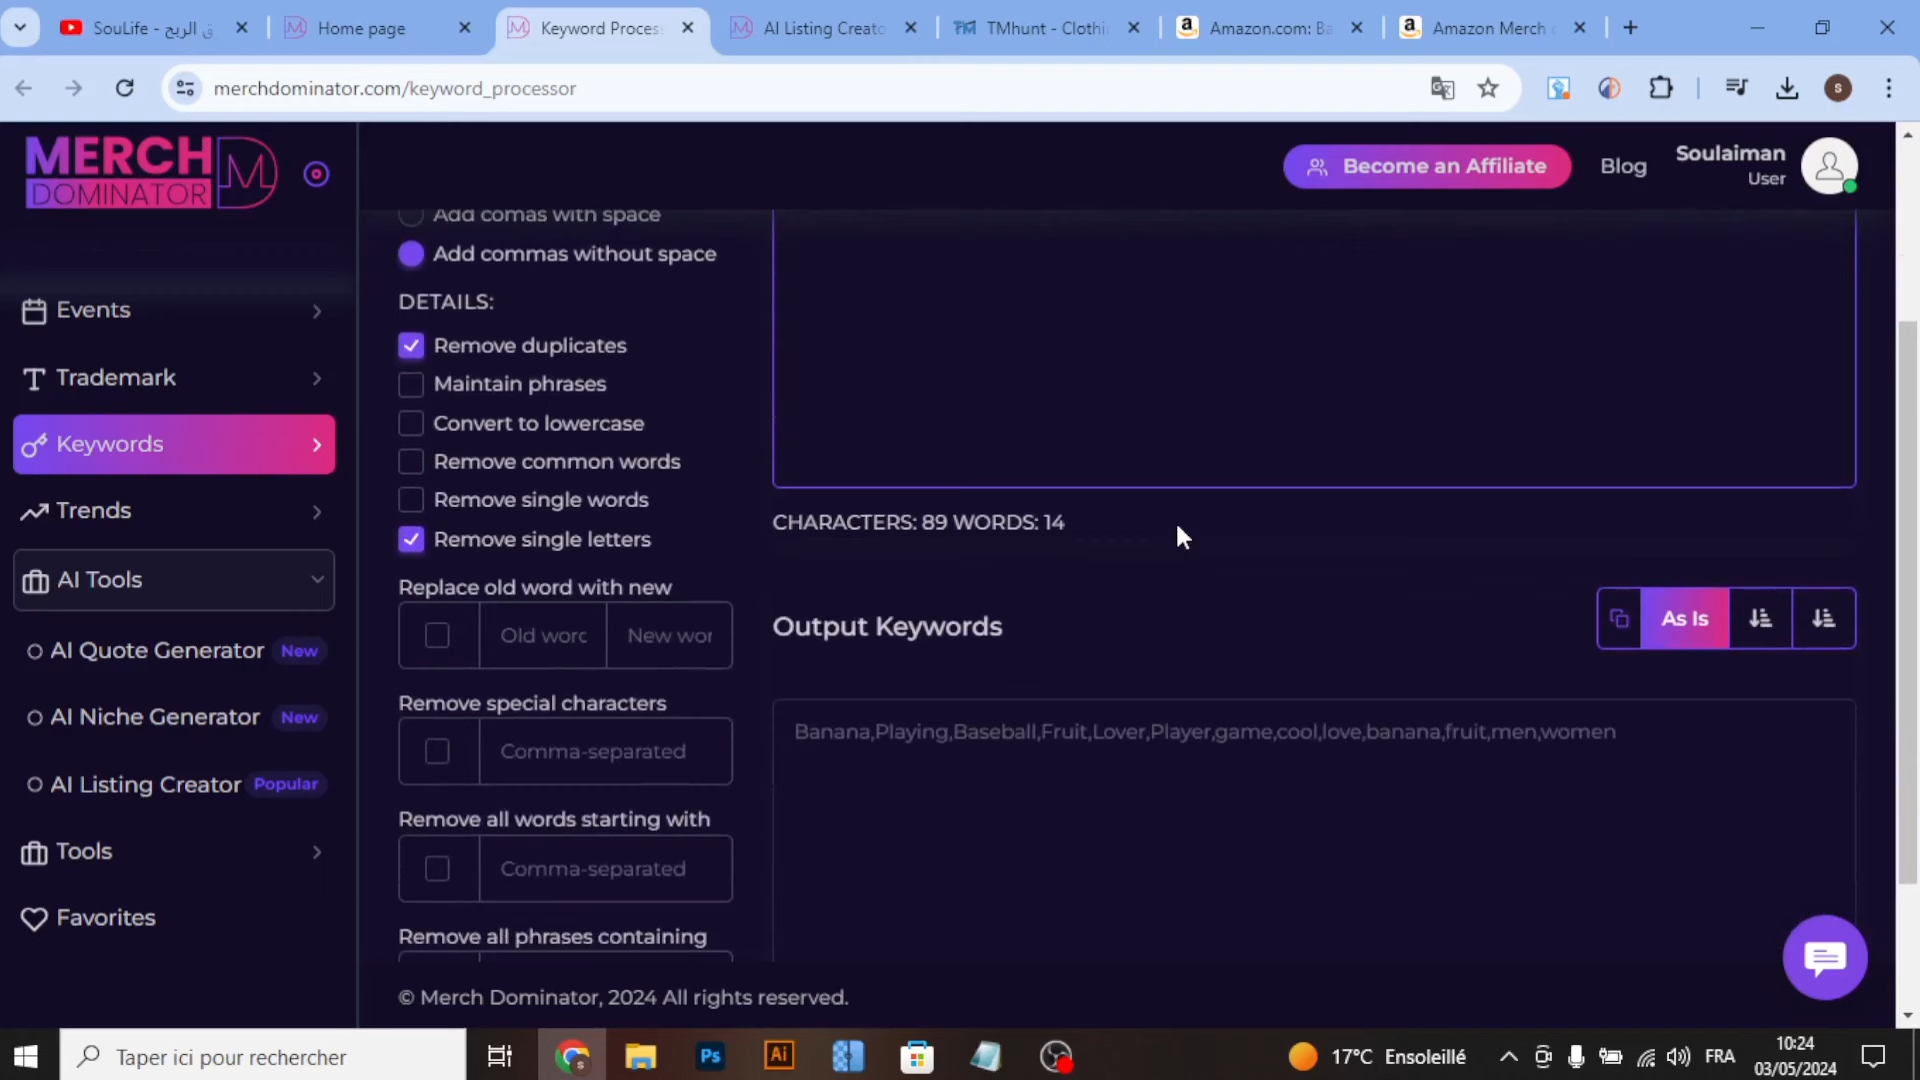 SouLife - ق الربح
Home page
Keyword Process
AI Listing Creato
TMhunt - Clothi
Amazon.com: Ba
Amazon Merch
merchdominator.com/keyword_processor
s
MERCH
DOMINATOR
Become an Affiliate
Blog
Soulaiman
User
Events
Trademark
Keywords
Trends
AI Tools
AI Quote Generator New
AI Niche Generator New
AI Listing Creator Popular
Tools
Favorites
Add comas with space
Add commas without space
DETAILS:
Remove duplicates
Maintain phrases
Convert to lowercase
Remove common words
Remove single words
Remove single letters
Replace old word with new
Old word
New wor
Remove special characters
Comma-separated
Remove all words starting with
Comma-separated
Remove all phrases containing
CHARACTERS: 89 WORDS: 14
Output Keywords
As Is
Banana,Playing,Baseball,Fruit,Lover,Player,game,cool,love,banana,fruit,men,women
© Merch Dominator, 2024 All rights reserved.
Taper ici pour rechercher
Ps
Ai
17°C Ensoleillé
FRA
10:24
03/05/2024